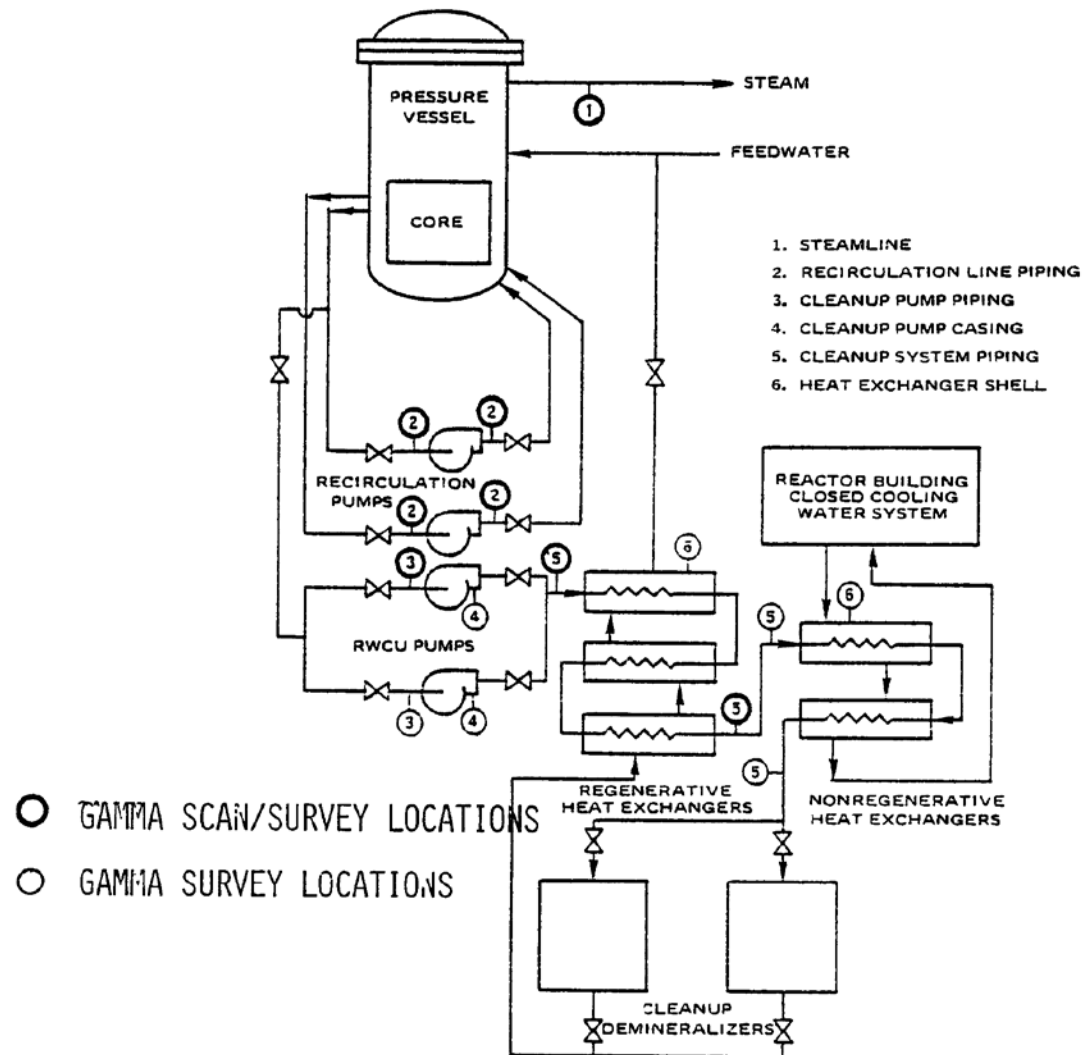 STEAM
1
PRESSURE
VESSEL
FEEDWATER
CORE
1. STEAMLINE
2. RECIRCULATION LINE PIPING
3. CLEANUP PUMP PIPING
4. CLEANUP PUMP CASING
5. CLEANUP SYSTEM PIPING
6. HEAT EXCHANGER SHELL
2
2
RECIRCULATION
PUMPS
2
2
3
4
RWCU PUMPS
3
4
5
6
REACTOR BUILDING
CLOSED COOLING
WATER SYSTEM
5
6
5
5
REGENERATIVE
HEAT EXCHANGERS
NONREGENERATIVE
HEAT EXCHANGERS
GAMMA SCAN/SURVEY LOCATIONS
GAMMA SURVEY LOCATIONS
CLEANUP
DEMINERALIZERS